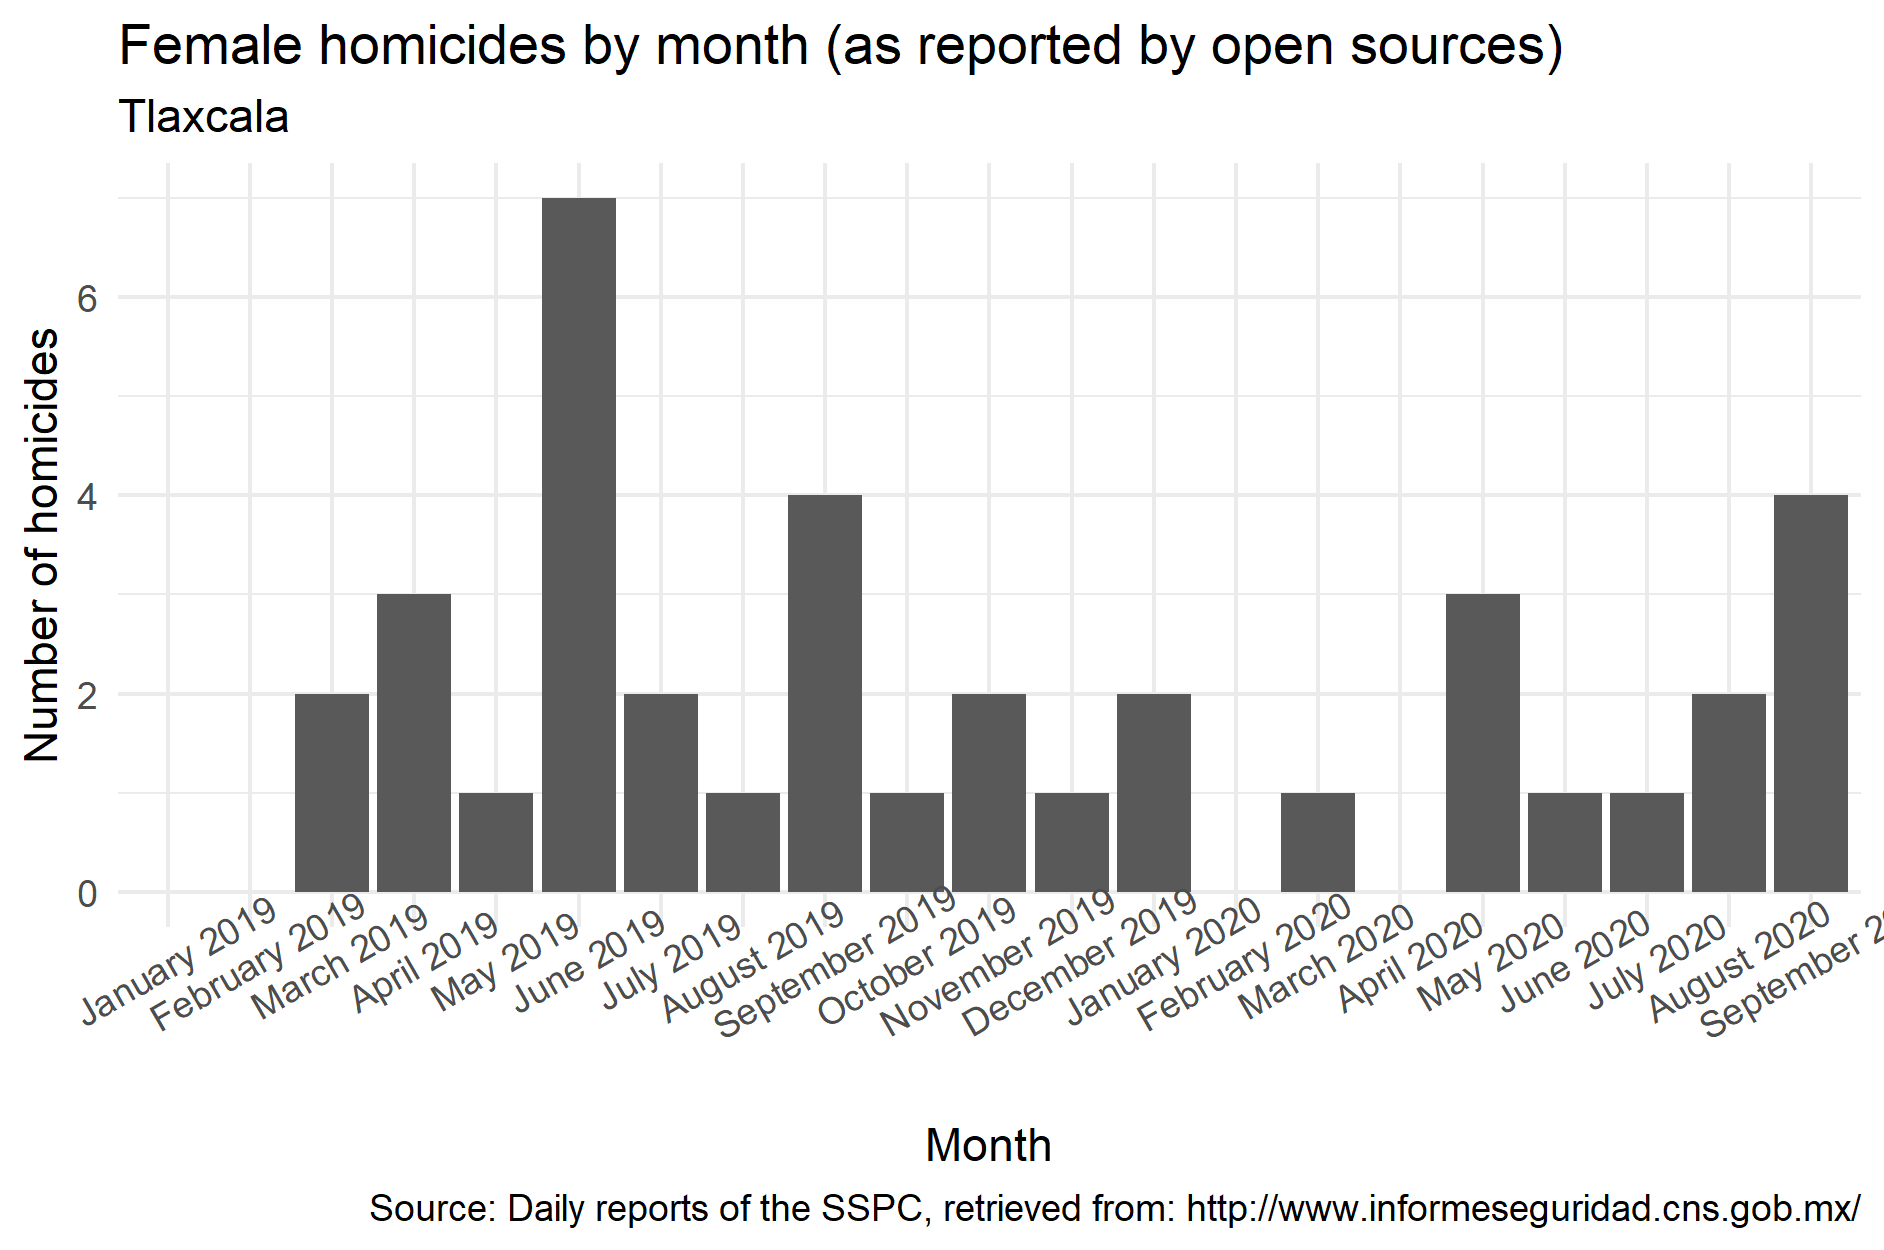 Female homicides by month (as reported by open sources)
Tlaxcala
Number of homicides
6
4
2
0
January 2019
February 2019
March 2019
April 2019
May 2019
June 2019
July 2019
August 2019
September 2019
October 2019
November 2019
December 2019
January 2020
February 2020
March 2020
April 2020
May 2020
June 2020
July 2020
August 2020
September
Month
Source: Daily reports of the SSPC, retrieved from: http://www.informeseguridad.cns.gob.mx/